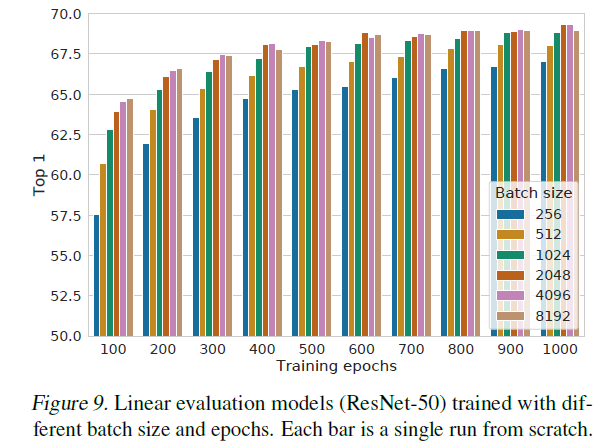 70.0
67.5
65.0
62.5
60.0
57.5
55.0
52.5
50.0
Top 1
Batch size
256
512
1024
2048
4096
8192
100 200 300 400 500 600 700 800 900 1000
Training epochs
Figure 9. Linear evaluation models (ResNet-50) trained with dif-
ferent batch size and epochs. Each bar is a single run from scratch.